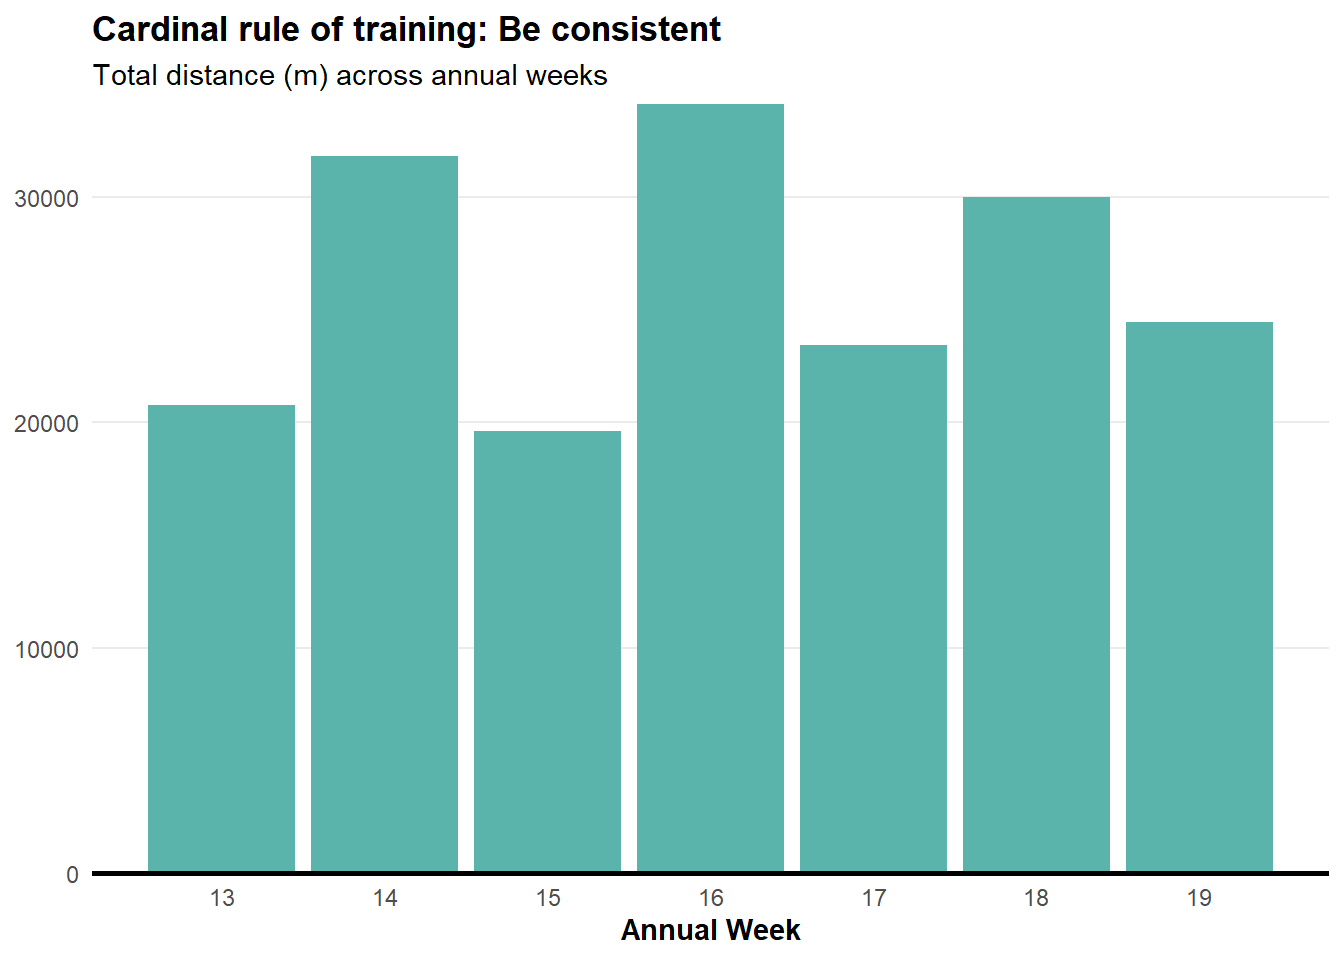 Cardinal rule of training: Be consistent
Total distance (m) across annual weeks
30000
20000
10000
0
13 14 15 16 17 18 19
Annual Week